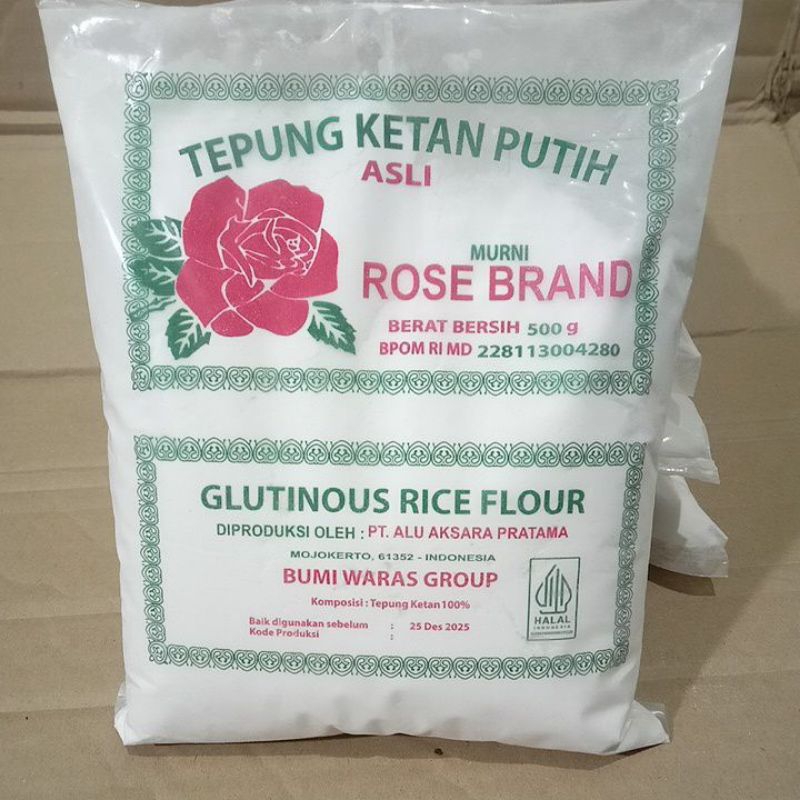 TEPUNG KETAN PUTIH
ASLI
MURNI
ROSE BRAND
BERAT BERSIH 500 g
BPOM RI MD 228113004280
GLUTINOUS RICE FLOUR
DIPRODUKSI OLEH : PT. ALU AKSARA PRATAMA
MOJOKERTO, 61352 - INDONESIA
BUMI WARAS GROUP
Komposisi : Tepung Ketan 100%
Baik digunakan sebelum : 25 Des 2025
Kode Produksi :
HALAL
INDONESIA